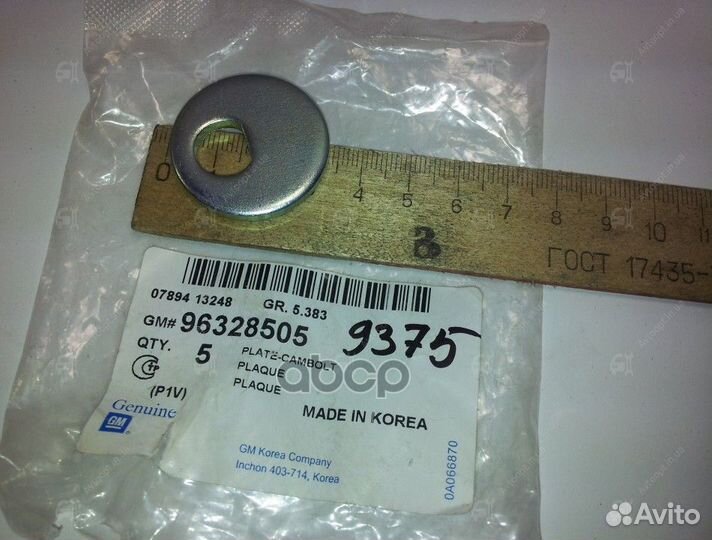 0 4 5 6 7 8 9 10 11
ГОСТ 17435-
07894 13248 GR. 5.383
GM# 96328505
9375
QTY. 5 PLATE-CAMBOLT
PLAQUE
PLAQUE
(P1V)
MADE IN KOREA
Genuine
GM
GM Korea Company
Inchon 403-714, Korea
0A066870
abcp
Avito